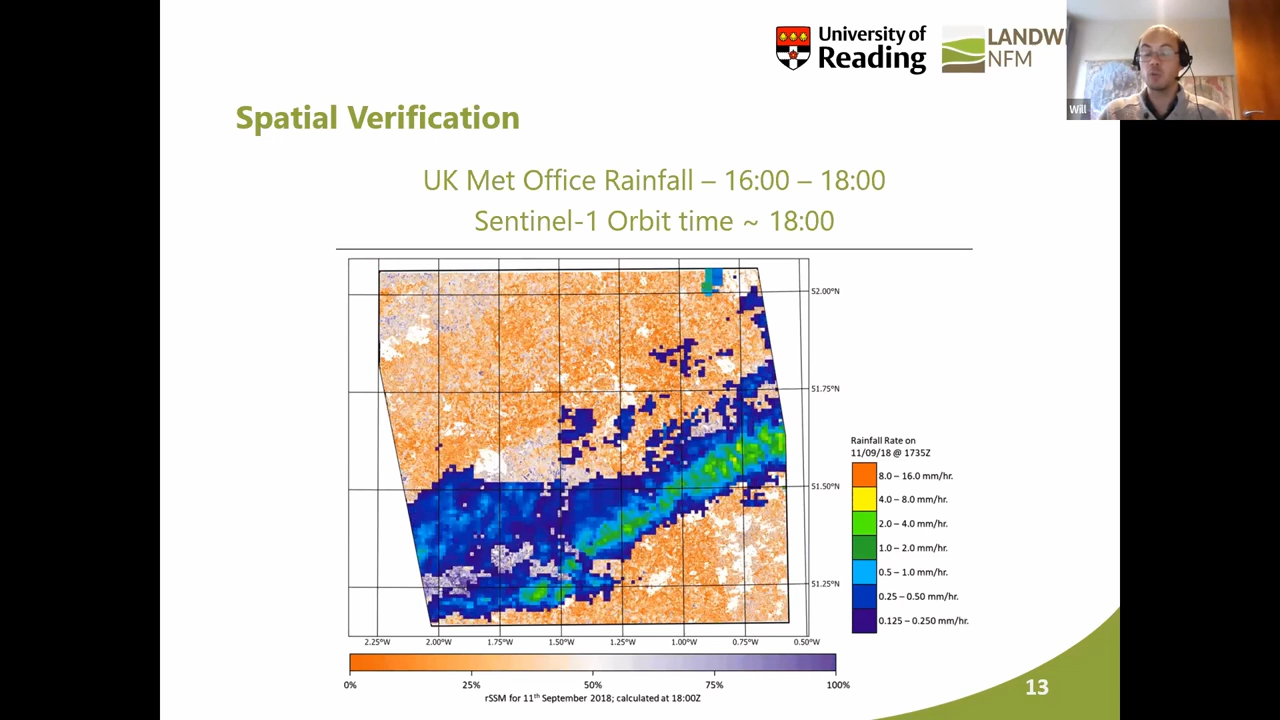 University of
Reading
LANDW
NFM
Will
Spatial Verification
UK Met Office Rainfall – 16:00 – 18:00
Sentinel-1 Orbit time ~ 18:00
52.00°N
51.75°N
51.50°N
51.25°N
2.25°W
2.00°W
1.75°W
1.50°W
1.25°W
1.00°W
0.75°W
0.50°W
Rainfall Rate on
11/09/18 @ 1735Z
8.0 – 16.0 mm/hr.
4.0 – 8.0 mm/hr.
2.0 – 4.0 mm/hr.
1.0 – 2.0 mm/hr.
0.5 – 1.0 mm/hr.
0.25 – 0.50 mm/hr.
0.125 – 0.250 mm/hr.
0%
25%
50%
75%
100%
rSSM for 11th September 2018; calculated at 18:00Z
13